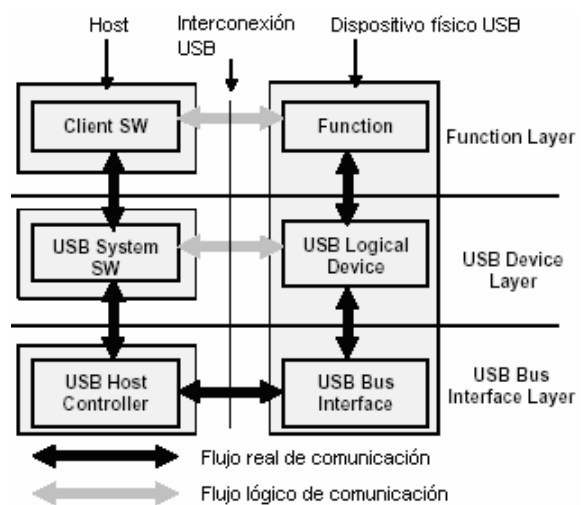 Host
Interconexión
USB
Dispositivo físico USB
Client SW
Function
Function Layer
USB System
SW
USB Logical
Device
USB Device
Layer
USB Host
Controller
USB Bus
Interface
USB Bus
Interface Layer
Flujo real de comunicación
Flujo lógico de comunicación